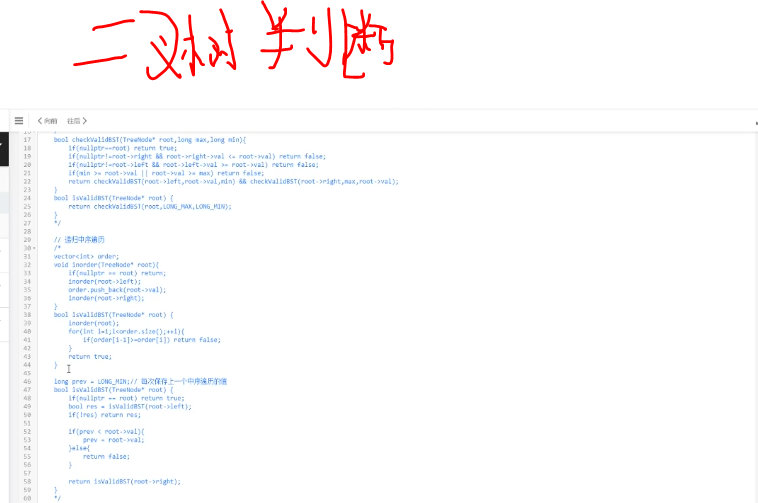 二叉树 判断
向前 往后
17 bool checkValidBST(TreeNode* root,long max,long min){
18 if(nullptr==root) return true;
19 if(nullptr!=root->right && root->right->val <= root->val) return false;
20 if(nullptr!=root->left && root->left->val >= root->val) return false;
21 if(min >= root->val || root->val >= max) return false;
22 return checkValidBST(root->left,root->val,min) && checkValidBST(root->right,max,root->val);
23 }
24 bool isValidBST(TreeNode* root) {
25 return checkValidBST(root,LONG_MAX,LONG_MIN);
26 }
27 */
28
29 // 递归中序遍历
30 /*
31 vector<int> order;
32 void inorder(TreeNode* root){
33 if(nullptr == root) return;
34 inorder(root->left);
35 order.push_back(root->val);
36 inorder(root->right);
37 }
38 bool isValidBST(TreeNode* root) {
39 inorder(root);
40 for(int i=1;i<order.size();++i){
41 if(order[i-1]>=order[i]) return false;
42 }
43 return true;
44 }
45
46 long prev = LONG_MIN;// 每次保存上一个中序遍历的值
47 bool isValidBST(TreeNode* root) {
48 if(nullptr == root) return true;
49 bool res = isValidBST(root->left);
50 if(!res) return res;
51
52 if(prev < root->val){
53 prev = root->val;
54 }else{
55 return false;
56 }
57
58 return isValidBST(root->right);
59 }
60 */